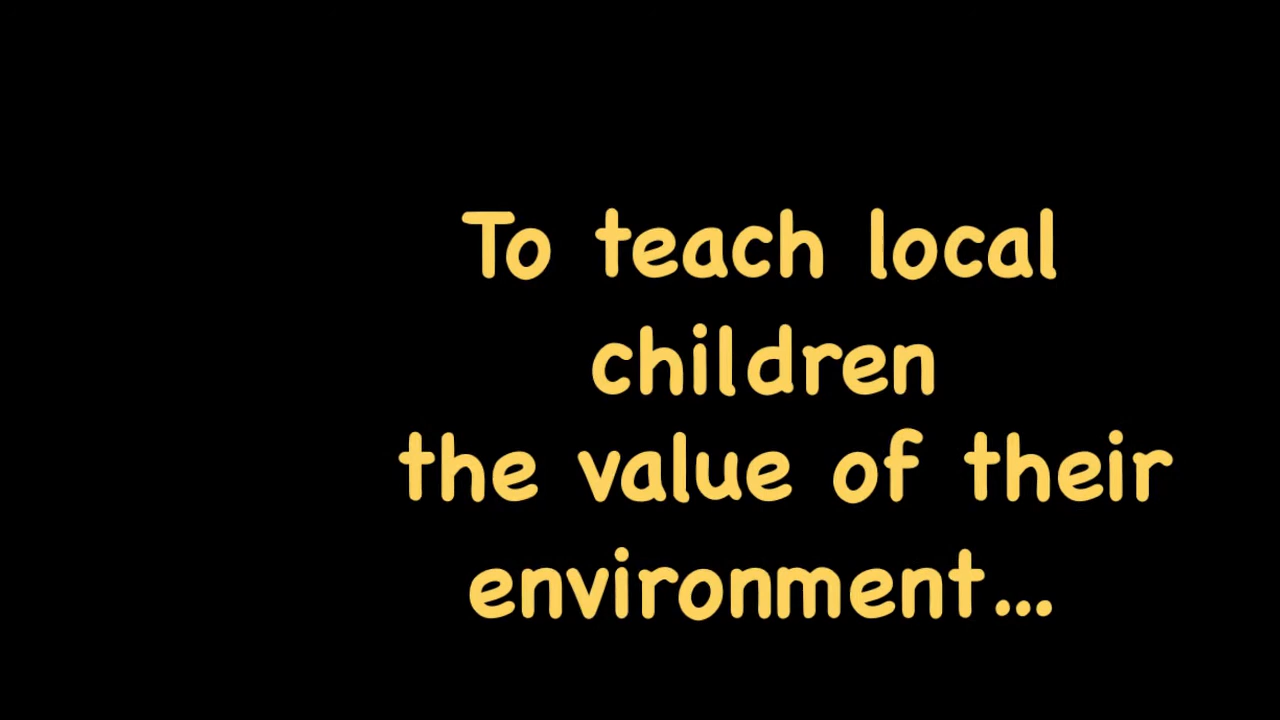 To teach local
children
the value of their
environment...